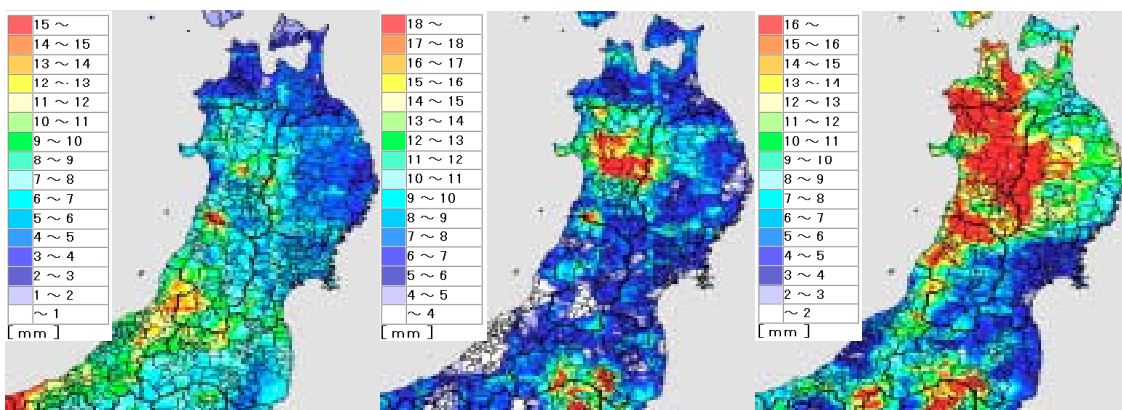 15 ～
14 ～ 15
13 ～ 14
12 ～ 13
11 ～ 12
10 ～ 11
9 ～ 10
8 ～ 9
7 ～ 8
6 ～ 7
5 ～ 6
4 ～ 5
3 ～ 4
2 ～ 3
1 ～ 2
～ 1
[ mm ]
18 ～
17 ～ 18
16 ～ 17
15 ～ 16
14 ～ 15
13 ～ 14
12 ～ 13
11 ～ 12
10 ～ 11
9 ～ 10
8 ～ 9
7 ～ 8
6 ～ 7
5 ～ 6
4 ～ 5
～ 4
[ mm ]
16 ～
15 ～ 16
14 ～ 15
13 ～ 14
12 ～ 13
11 ～ 12
10 ～ 11
9 ～ 10
8 ～ 9
7 ～ 8
6 ～ 7
5 ～ 6
4 ～ 5
3 ～ 4
2 ～ 3
～ 2
[ mm ]